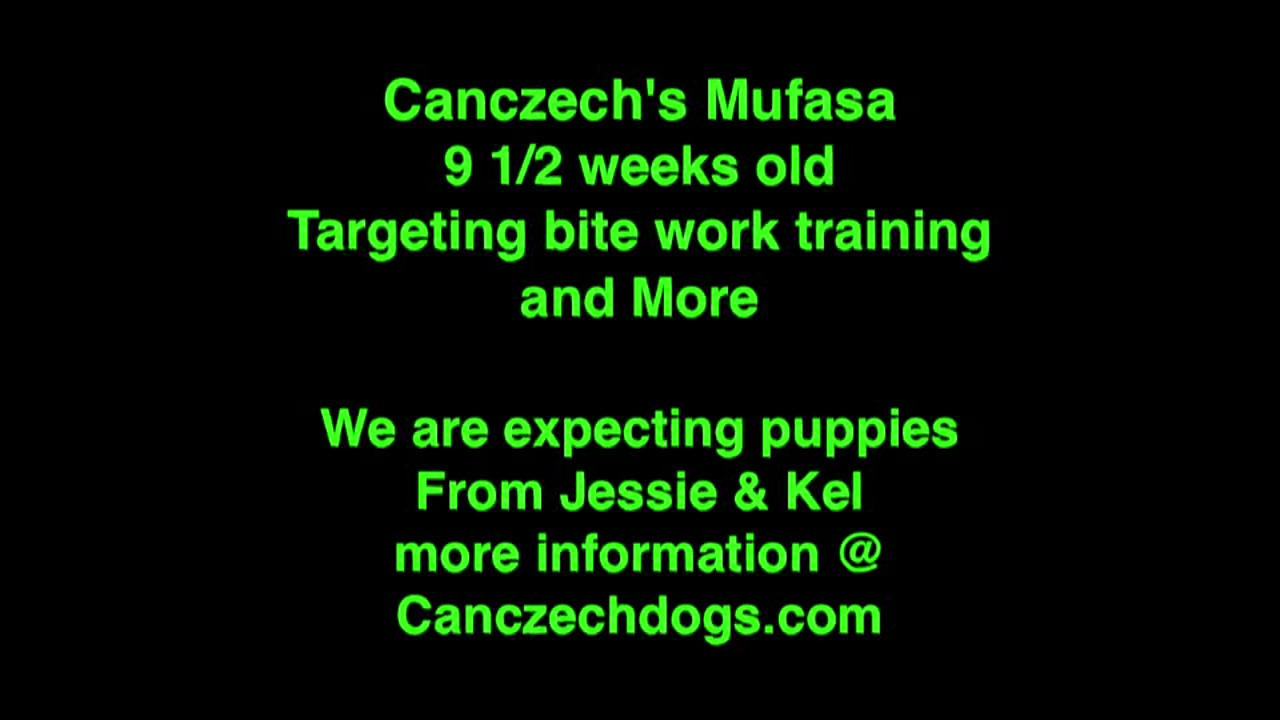 Canczech's Mufasa
9 1/2 weeks old
Targeting bite work training
and More
We are expecting puppies
From Jessie & Kel
more information @
Canczechdogs.com